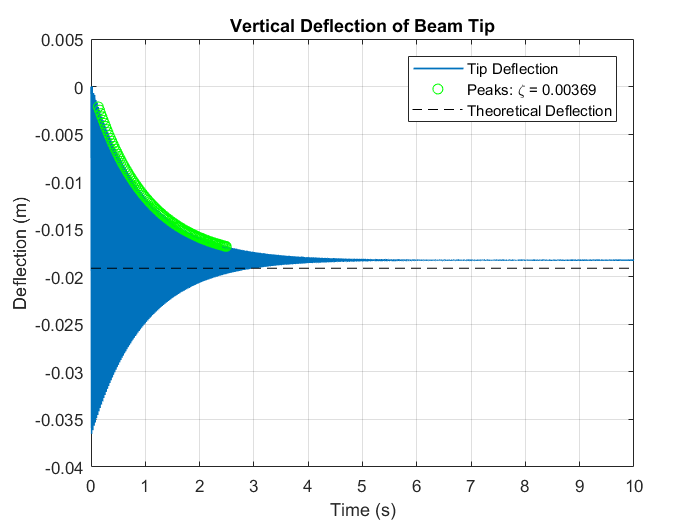 Vertical Deflection of Beam Tip
0.005
0
-0.005
-0.01
-0.015
-0.02
-0.025
-0.03
-0.035
-0.04
Deflection (m)
Tip Deflection
Peaks: ζ = 0.00369
Theoretical Deflection
0 1 2 3 4 5 6 7 8 9 10
Time (s)